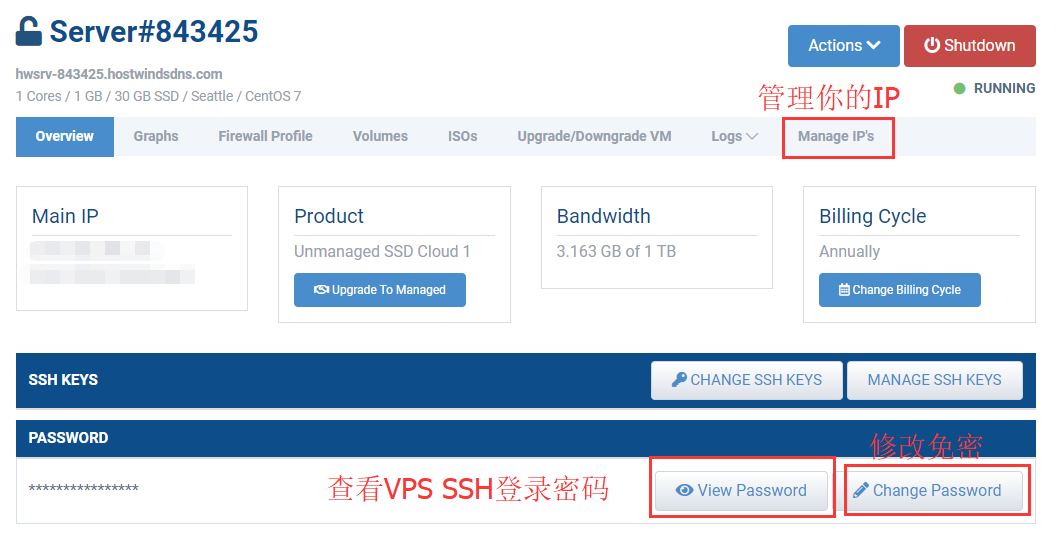 Server#843425
Actions
Shutdown
hwsrv-843425.hostwindsdns.com
1 Cores / 1 GB / 30 GB SSD / Seattle / CentOS 7
管理你的IP
RUNNING
Overview
Graphs
Firewall Profile
Volumes
ISOs
Upgrade/Downgrade VM
Logs
Manage IP's
Main IP
Product
Unmanaged SSD Cloud 1
Upgrade To Managed
Bandwidth
3.163 GB of 1 TB
Billing Cycle
Annually
Change Billing Cycle
SSH KEYS
CHANGE SSH KEYS
MANAGE SSH KEYS
PASSWORD
修改免密
****************
查看VPS SSH登录密码
View Password
Change Password